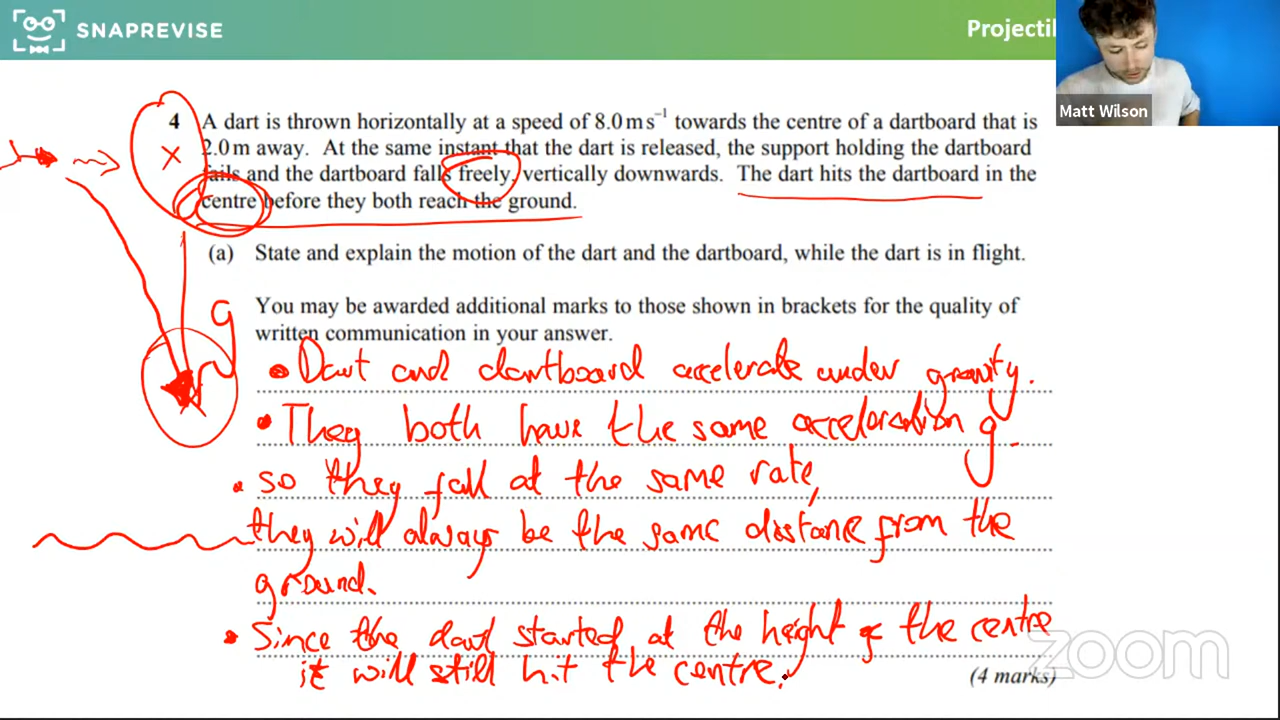 SNAPREVISE
Projectil
Matt Wilson
4 A dart is thrown horizontally at a speed of 8.0 m s⁻¹ towards the centre of a dartboard that is
2.0 m away. At the same instant that the dart is released, the support holding the dartboard
fails and the dartboard falls freely, vertically downwards. The dart hits the dartboard in the
centre before they both reach the ground.
(a) State and explain the motion of the dart and the dartboard, while the dart is in flight.
You may be awarded additional marks to those shown in brackets for the quality of
written communication in your answer.
g
• Dart and dartboard accelerate under gravity.
• They both have the same acceleration g.
• so they fall at the same rate,
they will always be the same distance from the
ground.
• Since the dart started at the height of the centre
it will still hit the centre.
zoom
(4 marks)